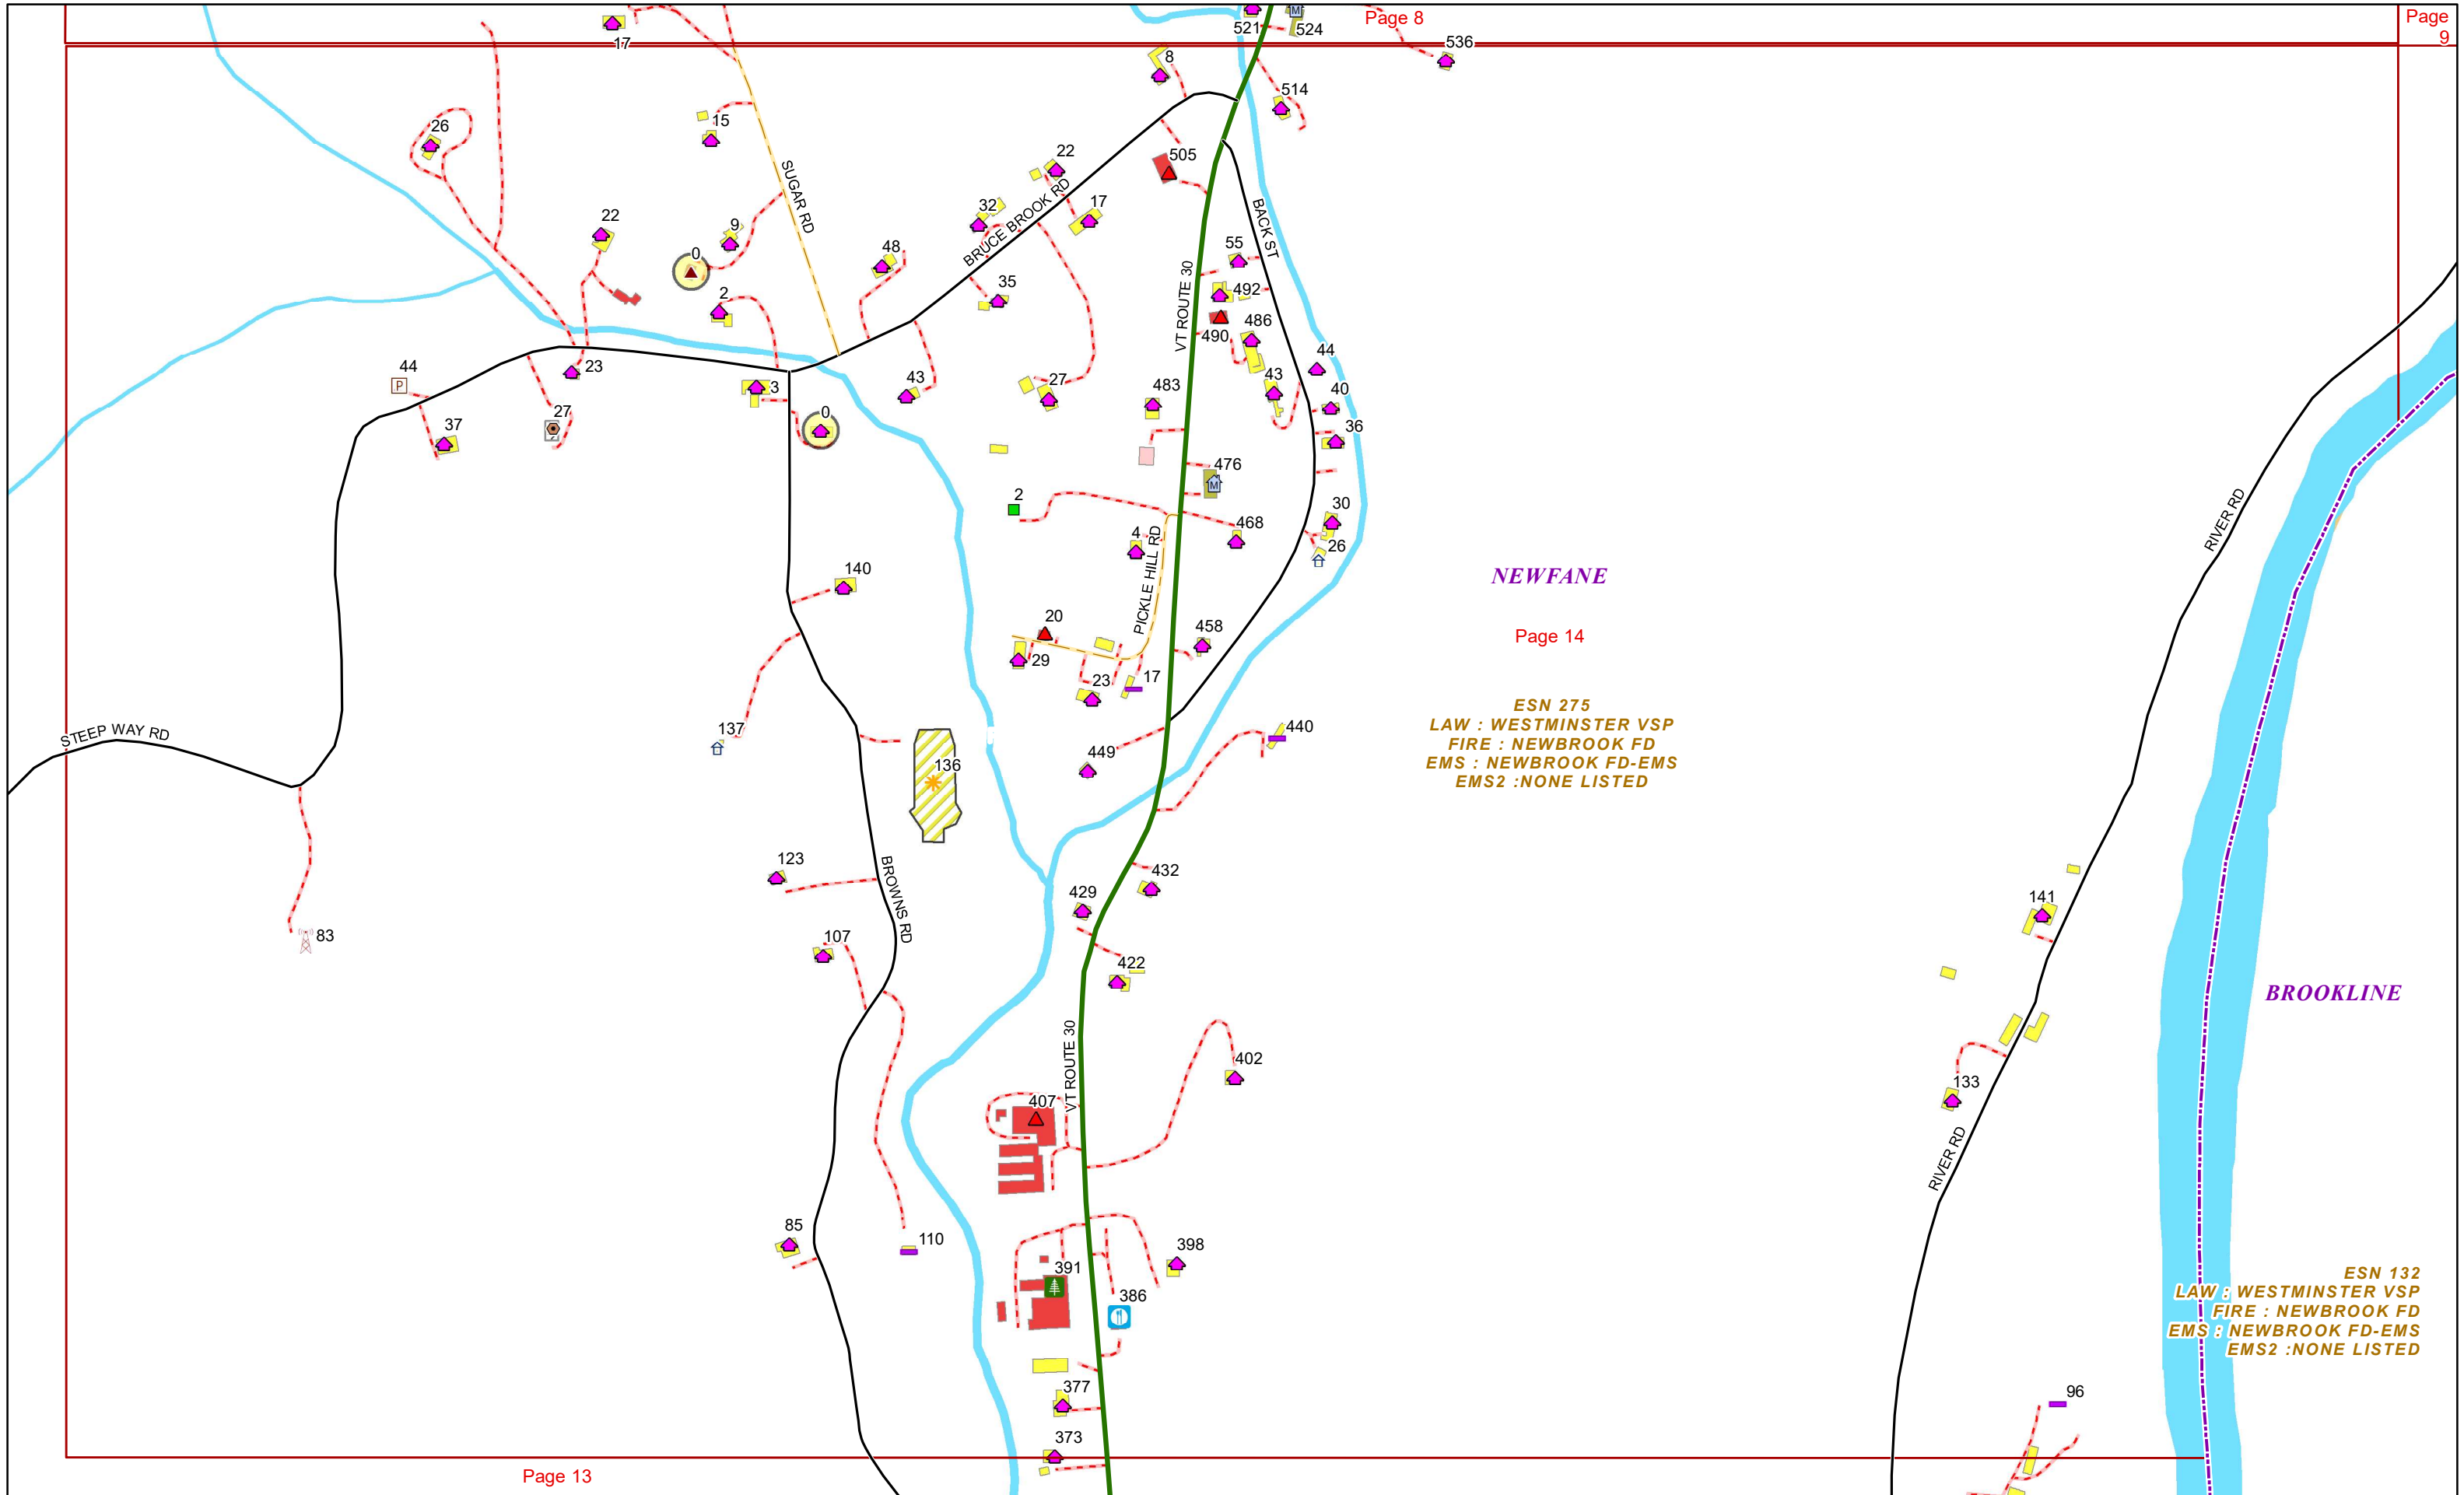 Page 8
Page
9
17
521
524
536
8
514
26
15
505
22
SUGAR RD
22
32
17
BRUCE BROOK RD
BACK ST
9
48
55
0
35
2
492
VT ROUTE 30
486
490
44
23
44
3
43
27
43
483
40
27
0
36
37
476
2
30
468
4
26
RIVER RD
140
NEWFANE
PICKLE HILL RD
20
458
Page 14
29
23
17
ESN 275
LAW : WESTMINSTER VSP
FIRE : NEWBROOK FD
EMS : NEWBROOK FD-EMS
EMS2 :NONE LISTED
STEEP WAY RD
137
440
449
136
123
432
BROWNS RD
429
141
83
107
422
BROOKLINE
VT ROUTE 30
402
407
133
RIVER RD
85
110
398
391
386
ESN 132
LAW : WESTMINSTER VSP
FIRE : NEWBROOK FD
EMS : NEWBROOK FD-EMS
EMS2 :NONE LISTED
377
96
373
Page 13
P
M
M